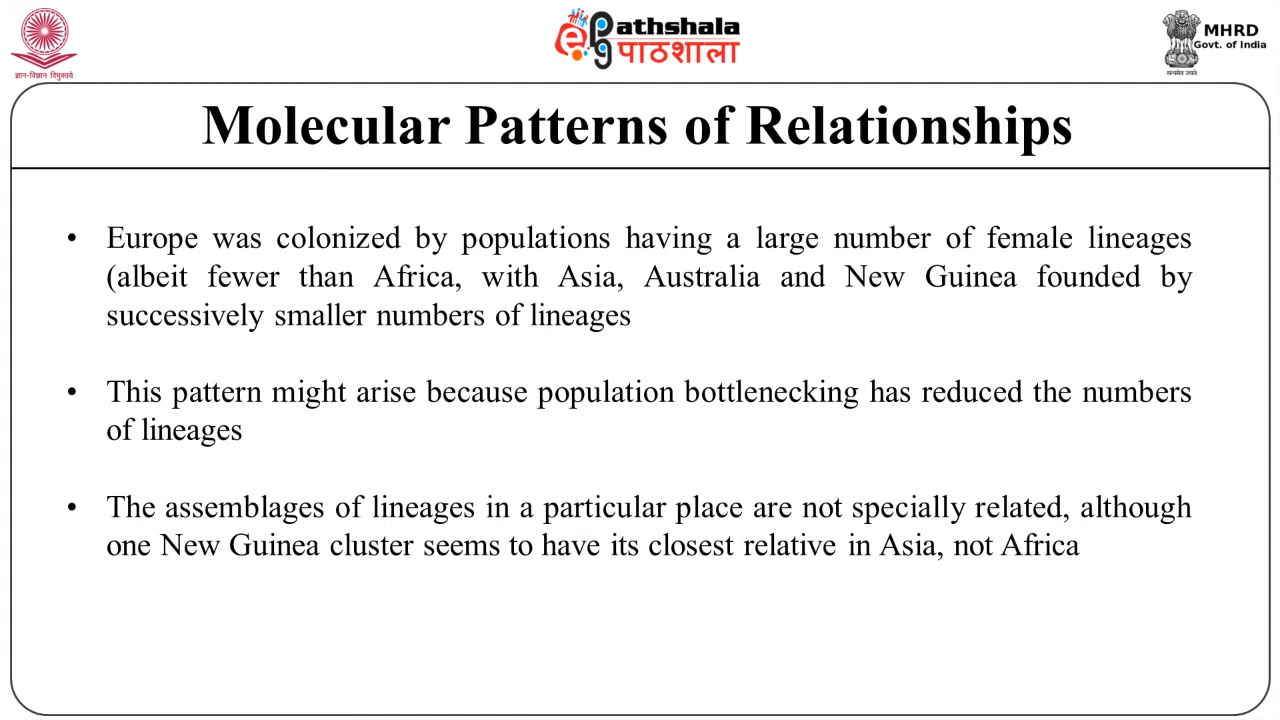 ज्ञान-विज्ञान विमुक्तये
ePathshala
पाठशाला
MHRD
Govt. of India
सत्यमेव जयते
Molecular Patterns of Relationships
• Europe was colonized by populations having a large number of female lineages
(albeit fewer than Africa, with Asia, Australia and New Guinea founded by
successively smaller numbers of lineages
• This pattern might arise because population bottlenecking has reduced the numbers
of lineages
• The assemblages of lineages in a particular place are not specially related, although
one New Guinea cluster seems to have its closest relative in Asia, not Africa